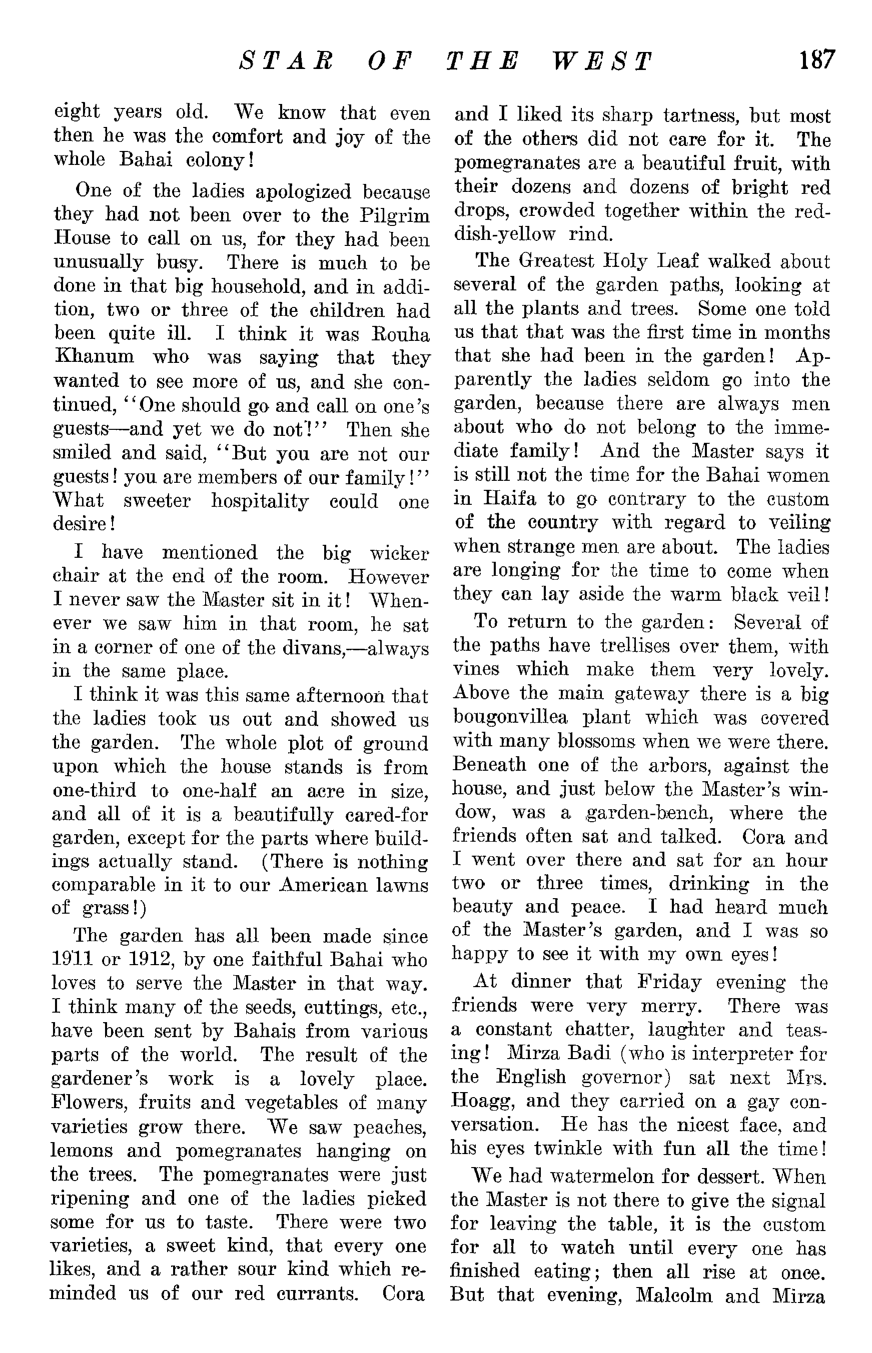 STAR OF THE WEST 187
eight years old. We know that even
then he was the comfort and joy of the
whole Bahai colony!
One of the ladies apologized because
they had not been over to the Pilgrim
House to call on us, for they had been
unusually busy. There is much to be
done in that big household, and in addi-
tion, two or three of the children had
been quite ill. I think it was Rouha
Khanum who was saying that they
wanted to see more of us, and she con-
tinued, "One should go and call on one's
guests—and yet we do not!" Then she
smiled and said, "But you are not our
guests! you are members of our family!"
What sweeter hospitality could one
desire!
I have mentioned the big wicker
chair at the end of the room. However
I never saw the Master sit in it! When-
ever we saw him in that room, he sat
in a corner of one of the divans,—always
in the same place.
I think it was this same afternoon that
the ladies took us out and showed us
the garden. The whole plot of ground
upon which the house stands is from
one-third to one-half an acre in size,
and all of it is a beautifully cared-for
garden, except for the parts where build-
ings actually stand. (There is nothing
comparable in it to our American lawns
of grass!)
The garden has all been made since
1911 or 1912, by one faithful Bahai who
loves to serve the Master in that way.
I think many of the seeds, cuttings, etc.,
have been sent by Bahais from various
parts of the world. The result of the
gardener's work is a lovely place.
Flowers, fruits and vegetables of many
varieties grow there. We saw peaches,
lemons and pomegranates hanging on
the trees. The pomegranates were just
ripening and one of the ladies picked
some for us to taste. There were two
varieties, a sweet kind, that every one
likes, and a rather sour kind which re-
minded us of our red currants. Cora
and I liked its sharp tartness, but most
of the others did not care for it. The
pomegranates are a beautiful fruit, with
their dozens and dozens of bright red
drops, crowded together within the red-
dish-yellow rind.
The Greatest Holy Leaf walked about
several of the garden paths, looking at
all the plants and trees. Some one told
us that that was the first time in months
that she had been in the garden! Ap-
parently the ladies seldom go into the
garden, because there are always men
about who do not belong to the imme-
diate family! And the Master says it
is still not the time for the Bahai women
in Haifa to go contrary to the custom
of the country with regard to veiling
when strange men are about. The ladies
are longing for the time to come when
they can lay aside the warm black veil!
To return to the garden: Several of
the paths have trellises over them, with
vines which make them very lovely.
Above the main gateway there is a big
bougonvillea plant which was covered
with many blossoms when we were there.
Beneath one of the arbors, against the
house, and just below the Master's win-
dow, was a garden-bench, where the
friends often sat and talked. Cora and
I went over there and sat for an hour
two or three times, drinking in the
beauty and peace. I had heard much
of the Master's garden, and I was so
happy to see it with my own eyes!
At dinner that Friday evening the
friends were very merry. There was
a constant chatter, laughter and teas-
ing! Mirza Badi (who is interpreter for
the English governor) sat next Mrs.
Hoagg, and they carried on a gay con-
versation. He has the nicest face, and
his eyes twinkle with fun all the time!
We had watermelon for dessert. When
the Master is not there to give the signal
for leaving the table, it is the custom
for all to watch until every one has
finished eating; then all rise at once.
But that evening, Malcolm and Mirza